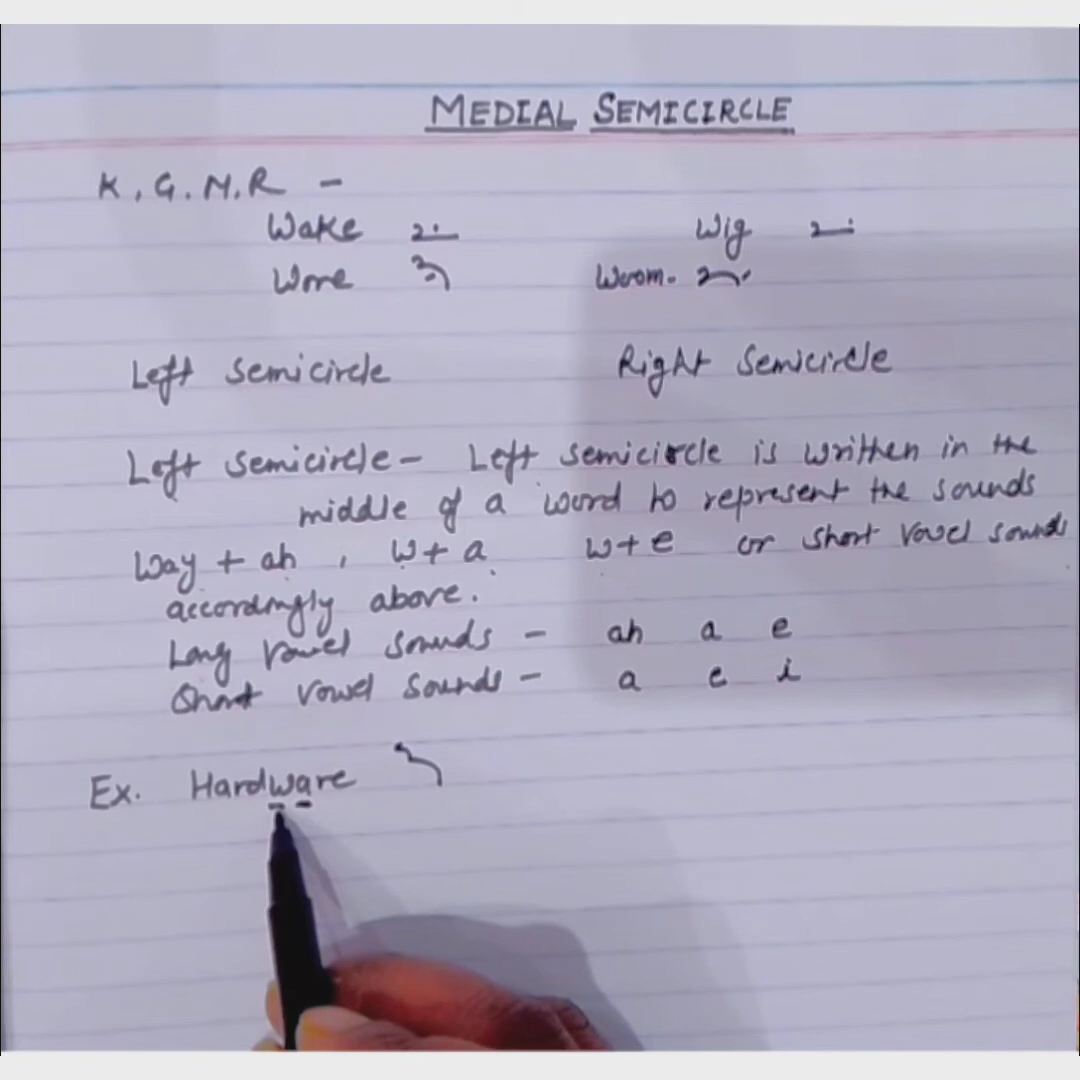 MEDIAL SEMICIRCLE
K, G, M, R -
Wake Wig
Wore Woom.
Left semicircle Right Semicircle
Left semicircle - Left semicircle is written in the
middle of a word to represent the sounds
Way + ah , w + a w + e or short vowel sounds
accordingly above.
Long vowel sounds - ah a e
Short vowel sounds - a e i
Ex. Hardware